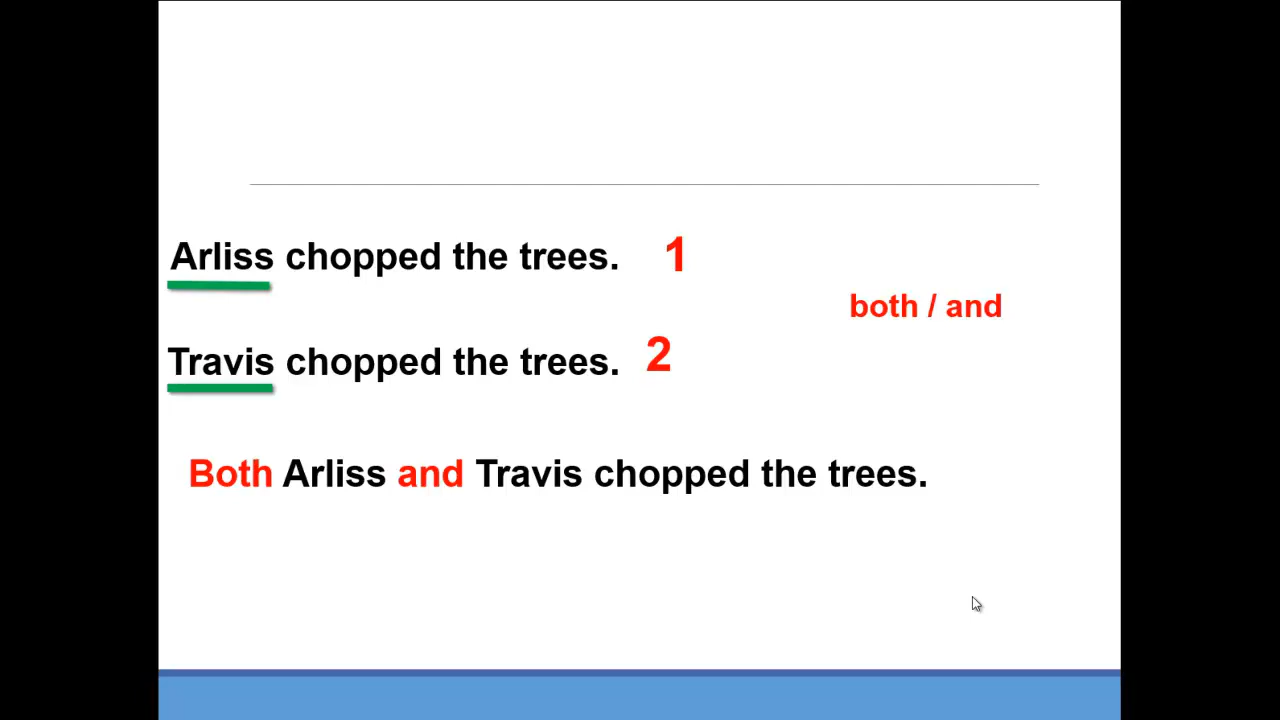 Arliss chopped the trees. 1
both / and
Travis chopped the trees. 2
Both Arliss and Travis chopped the trees.